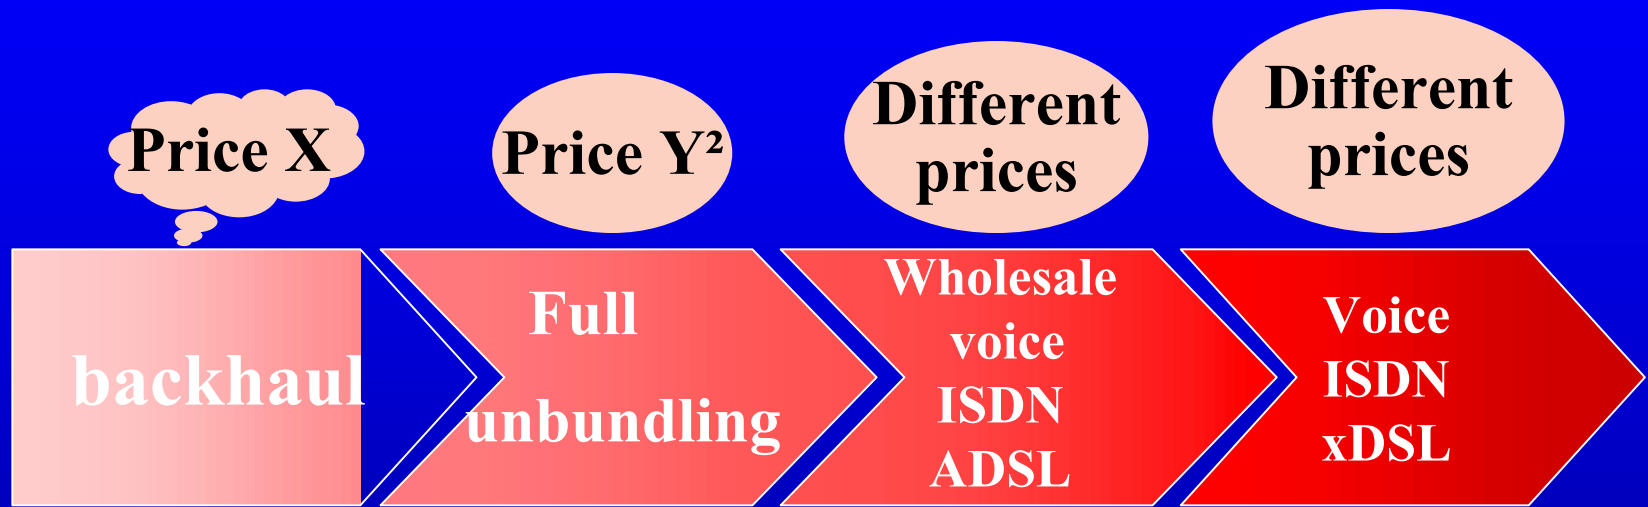 Price X
Price Y²
Different
prices
Different
prices
backhaul
Full
unbundling
Wholesale
voice
ISDN
ADSL
Voice
ISDN
xDSL